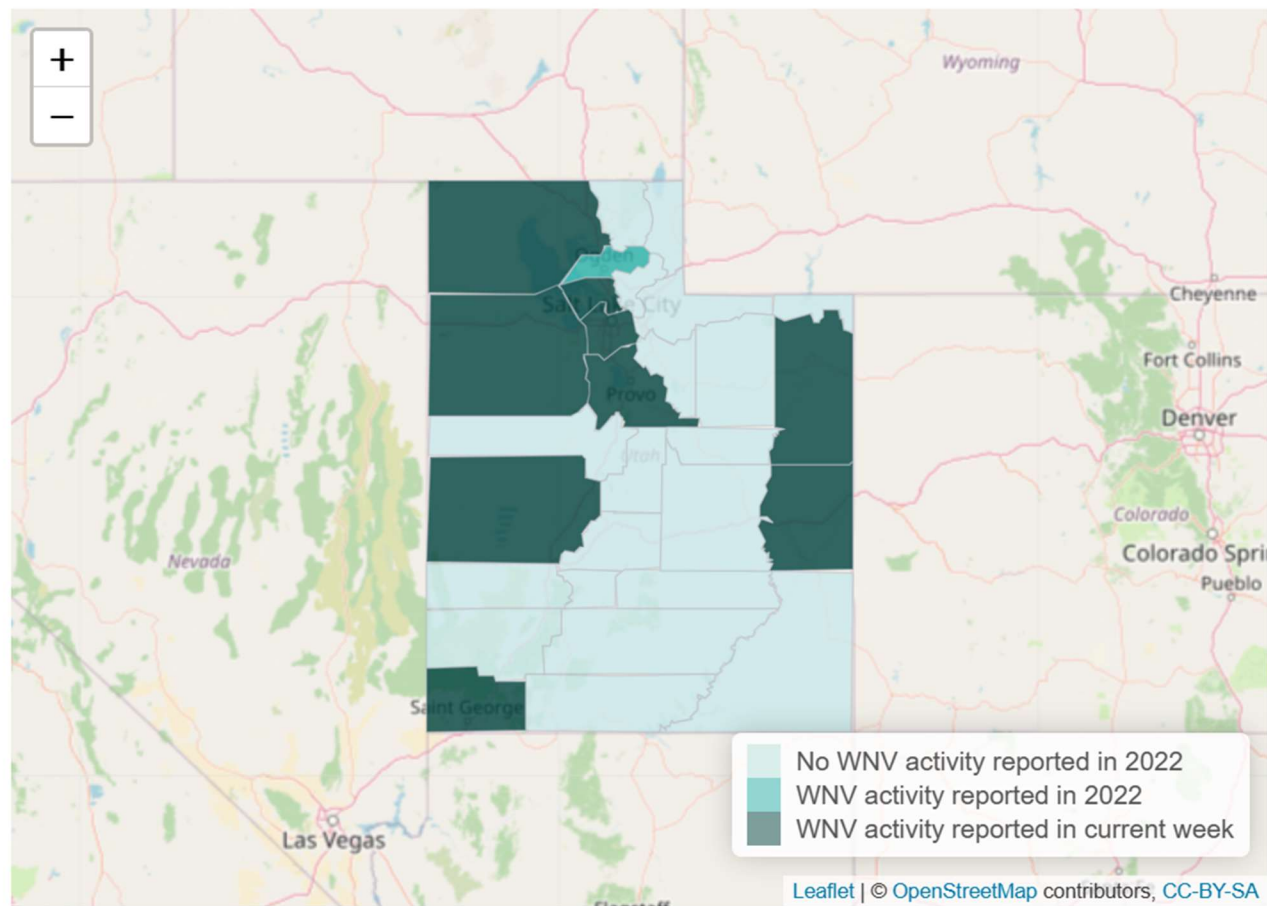 +
−
Wyoming
Ogden
Salt Lake City
Cheyenne
Fort Collins
Provo
Denver
Utah
Colorado
Nevada
Pueblo
Saint George
No WNV activity reported in 2022
WNV activity reported in 2022
WNV activity reported in current week
Las Vegas
Leaflet | © OpenStreetMap contributors, CC-BY-SA